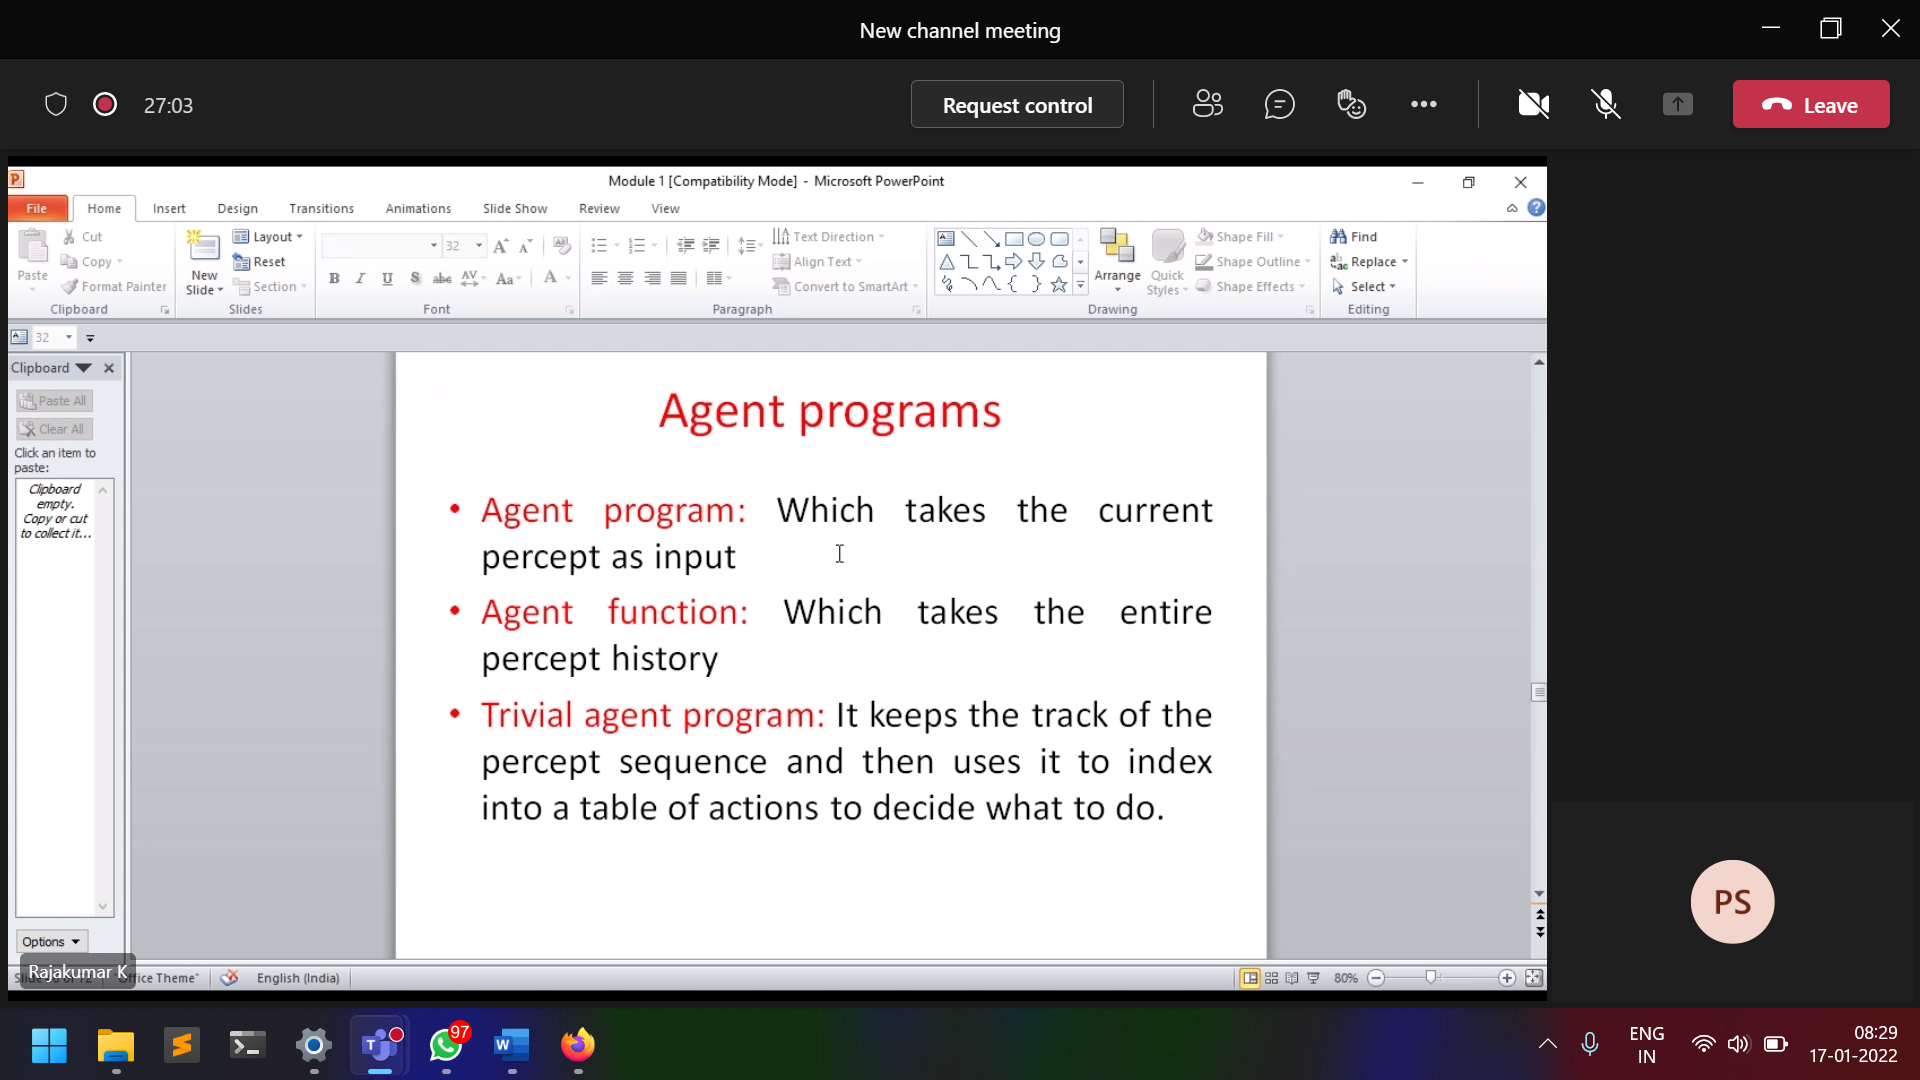 New channel meeting
27:03
Request control
Leave
Module 1 [Compatibility Mode] - Microsoft PowerPoint
File Home Insert Design Transitions Animations Slide Show Review View
Cut
Copy
Format Painter
Paste
Clipboard
New
Slide
Layout
Reset
Section
Slides
32
Font
Text Direction
Align Text
Convert to SmartArt
Paragraph
Arrange
Quick
Styles
Shape Fill
Shape Outline
Shape Effects
Drawing
Find
Replace
Select
Editing
32
Clipboard
Paste All
Clear All
Click an item to
paste:
Clipboard
empty.
Copy or cut
to collect it...
Options
Agent programs
• Agent program: Which takes the current
percept as input
• Agent function: Which takes the entire
percept history
• Trivial agent program: It keeps the track of the
percept sequence and then uses it to index
into a table of actions to decide what to do.
PS
Rajakumar K
English (India)
80%
97
ENG
IN
08:29
17-01-2022